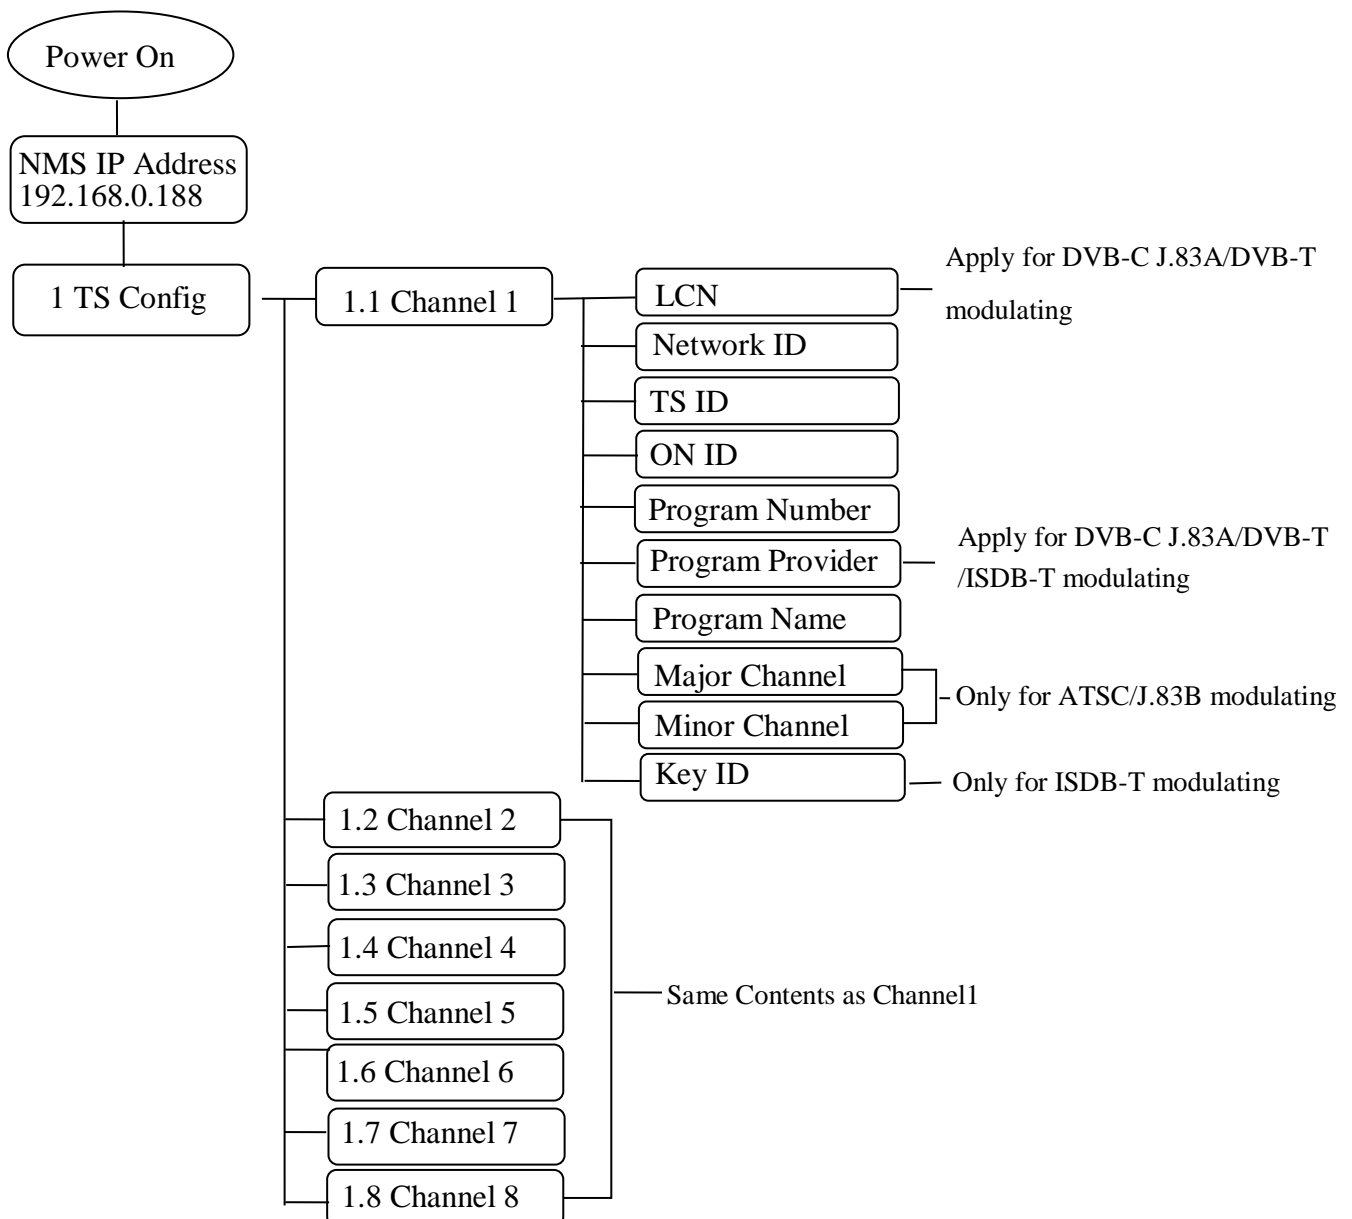 Power On
NMS IP Address
192.168.0.188
1 TS Config
1.1 Channel 1
LCN
Apply for DVB-C J.83A/DVB-T
modulating
Network ID
TS ID
ON ID
Program Number
Program Provider
Apply for DVB-C J.83A/DVB-T
/ISDB-T modulating
Program Name
Major Channel
Minor Channel
Only for ATSC/J.83B modulating
Key ID
Only for ISDB-T modulating
1.2 Channel 2
1.3 Channel 3
1.4 Channel 4
1.5 Channel 5
1.6 Channel 6
1.7 Channel 7
1.8 Channel 8
Same Contents as Channel1